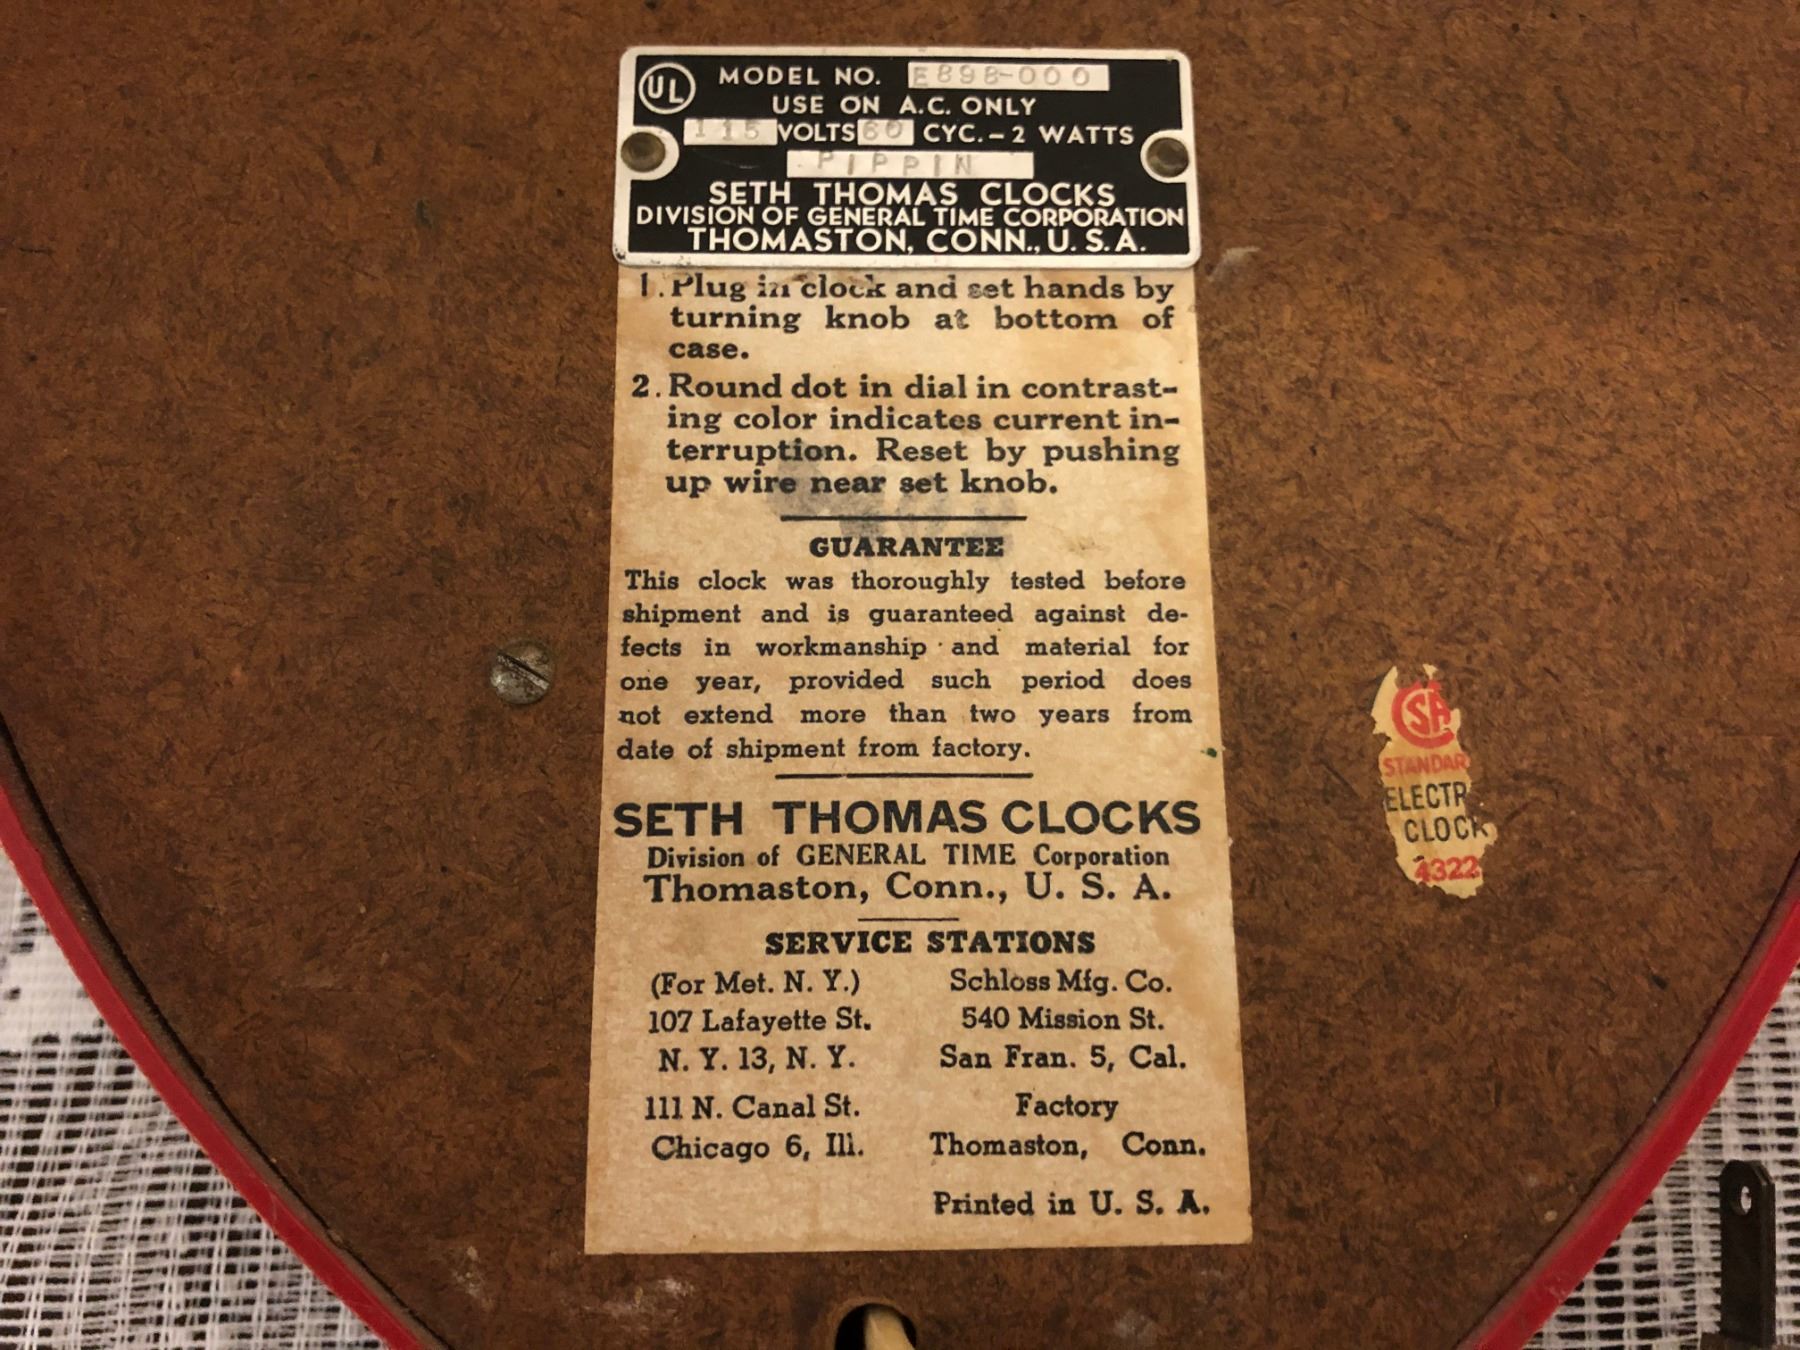 UL MODEL NO. E898-000
USE ON A.C. ONLY
115 VOLTS 60 CYC. - 2 WATTS
PIPPIN
SETH THOMAS CLOCKS
DIVISION OF GENERAL TIME CORPORATION
THOMASTON, CONN., U. S. A.
1. Plug in clock and set hands by
turning knob at bottom of
case.
2. Round dot in dial in contrast-
ing color indicates current in-
terruption. Reset by pushing
up wire near set knob.
GUARANTEE
This clock was thoroughly tested before
shipment and is guaranteed against de-
fects in workmanship and material for
one year, provided such period does
not extend more than two years from
date of shipment from factory.
SETH THOMAS CLOCKS
Division of GENERAL TIME Corporation
Thomaston, Conn., U. S. A.
SERVICE STATIONS
(For Met. N. Y.)
107 Lafayette St.
N. Y. 13, N. Y.
111 N. Canal St.
Chicago 6, Ill.
Schloss Mfg. Co.
540 Mission St.
San Fran. 5, Cal.
Factory
Thomaston, Conn.
Printed in U. S. A.
CSA
STANDAR
ELECTR
CLOCK
4322